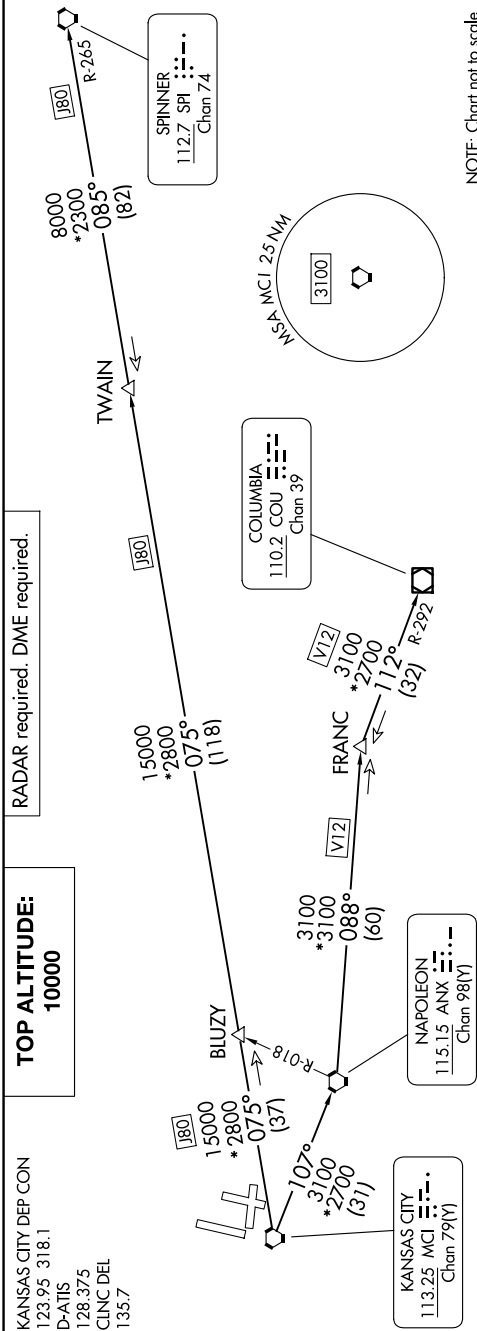 KANSAS CITY DEP CON
123.95 318.1
D-ATIS
128.375
CLNC DEL
135.7
TOP ALTITUDE:
10000
RADAR required. DME required.
J80
15000
*2800
075°
(37)
BLUZY
R-018
15000
*2800
075°
(118)
J80
TWAIN
8000
*2300
085°
(82)
J80
R-265
SPINNER
112.7 SPI
Chan 74
KANSAS CITY
113.25 MCI
Chan 79(Y)
107°
3100
*2700
(31)
NAPOLEON
115.15 ANX
Chan 98(Y)
3100
*3100
088°
(60)
V12
FRANC
V12
3100
*2700
112°
(32)
R-292
COLUMBIA
110.2 COU
Chan 39
MSA MCI 25 NM
3100
NOTE: Chart not to scale